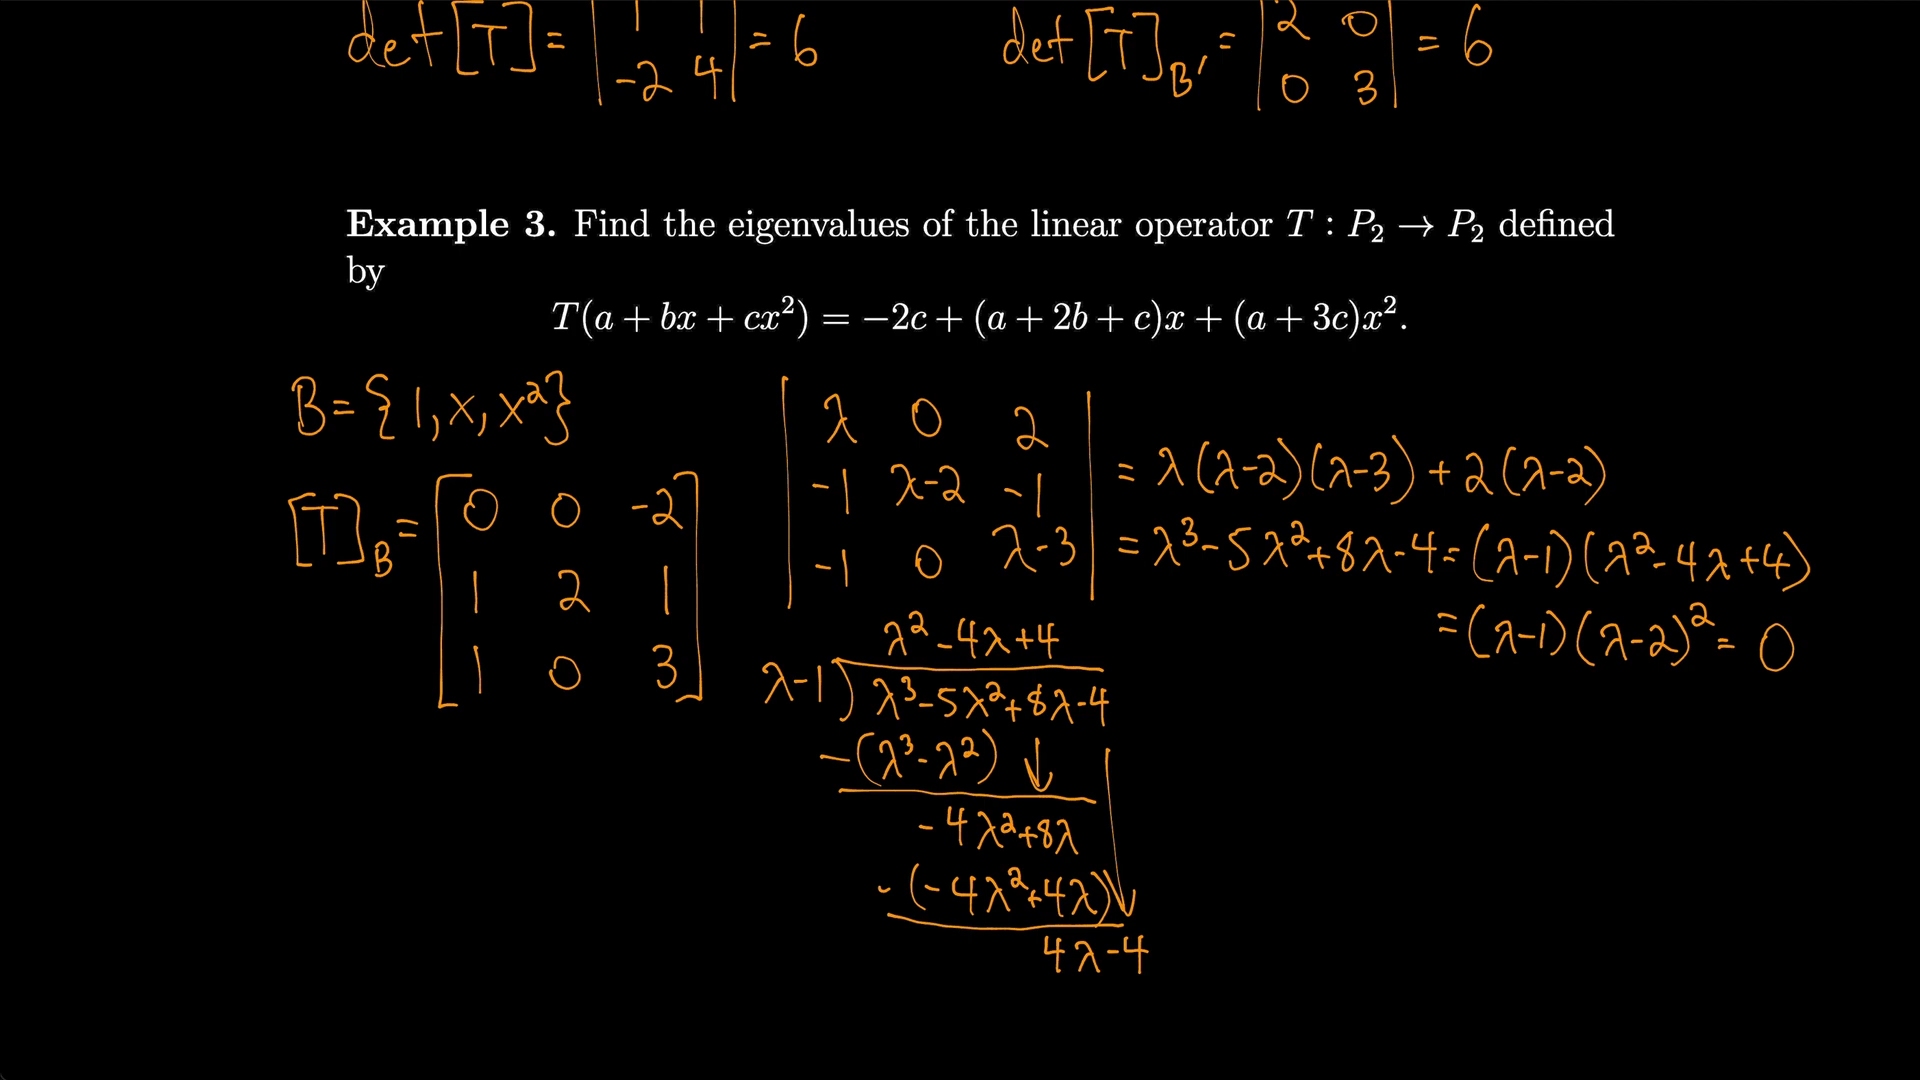 det[T] = | 1 1 | = 6
| -2 4 |
det[T]_B' = | 2 0 | = 6
| 0 3 |
Example 3. Find the eigenvalues of the linear operator T : P₂ → P₂ defined
by
T(a + bx + cx²) = −2c + (a + 2b + c)x + (a + 3c)x².
B = {1, x, x²}
[T]_B = [ 0 0 -2
1 2 1
1 0 3 ]
| λ 0 2 |
| -1 λ-2 -1 | = λ(λ-2)(λ-3) + 2(λ-2)
| -1 0 λ-3 | = λ³-5λ²+8λ-4 = (λ-1)(λ²-4λ+4)
= (λ-1)(λ-2)² = 0
λ²-4λ+4
λ-1 ) λ³-5λ²+8λ-4
-(λ³-λ²) ↓
-4λ²+8λ
-(-4λ²+4λ) ↓
4λ-4